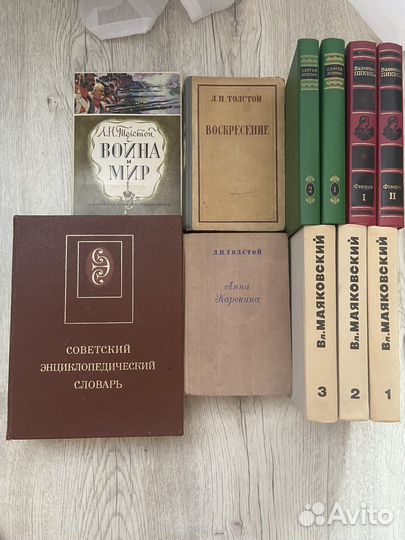 Л.Н.Толстой
ВОЙНА
И
МИР
Л.Н.ТОЛСТОЙ
ВОСКРЕСЕНИЕ
СЕРГЕЙ ЕСЕНИН
2
СЕРГЕЙ ЕСЕНИН
1
Валентин
ПИКУЛЬ
Фаворит
I
Валентин
ПИКУЛЬ
Фаворит
II
СЭС
СОВЕТСКИЙ
ЭНЦИКЛОПЕДИЧЕСКИЙ
СЛОВАРЬ
Л.Н.ТОЛСТОЙ
Анна
Каренина
Вл.МАЯКОВСКИЙ
3
Вл.МАЯКОВСКИЙ
2
Вл.МАЯКОВСКИЙ
1
Avito